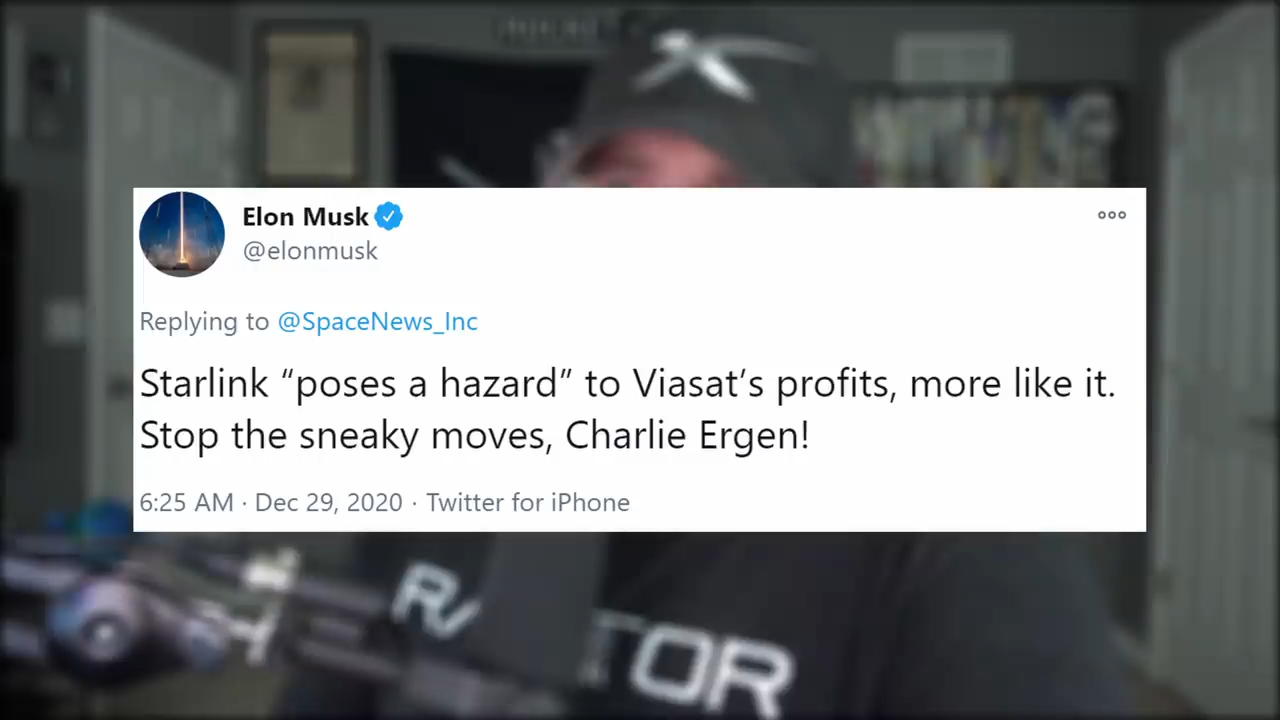 Elon Musk
@elonmusk
Replying to @SpaceNews_Inc
Starlink “poses a hazard” to Viasat’s profits, more like it.
Stop the sneaky moves, Charlie Ergen!
6:25 AM · Dec 29, 2020 · Twitter for iPhone
TOR